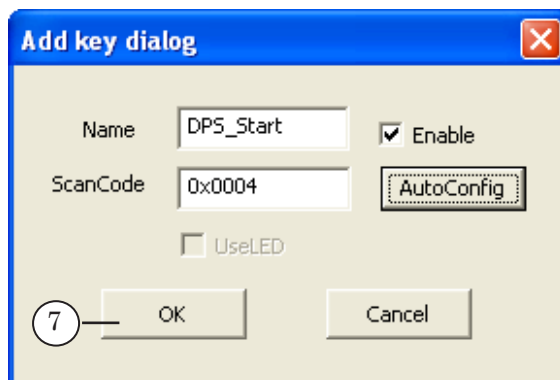 Add key dialog
Name DPS_Start Enable
ScanCode 0x0004 AutoConfig
UseLED
7 OK Cancel